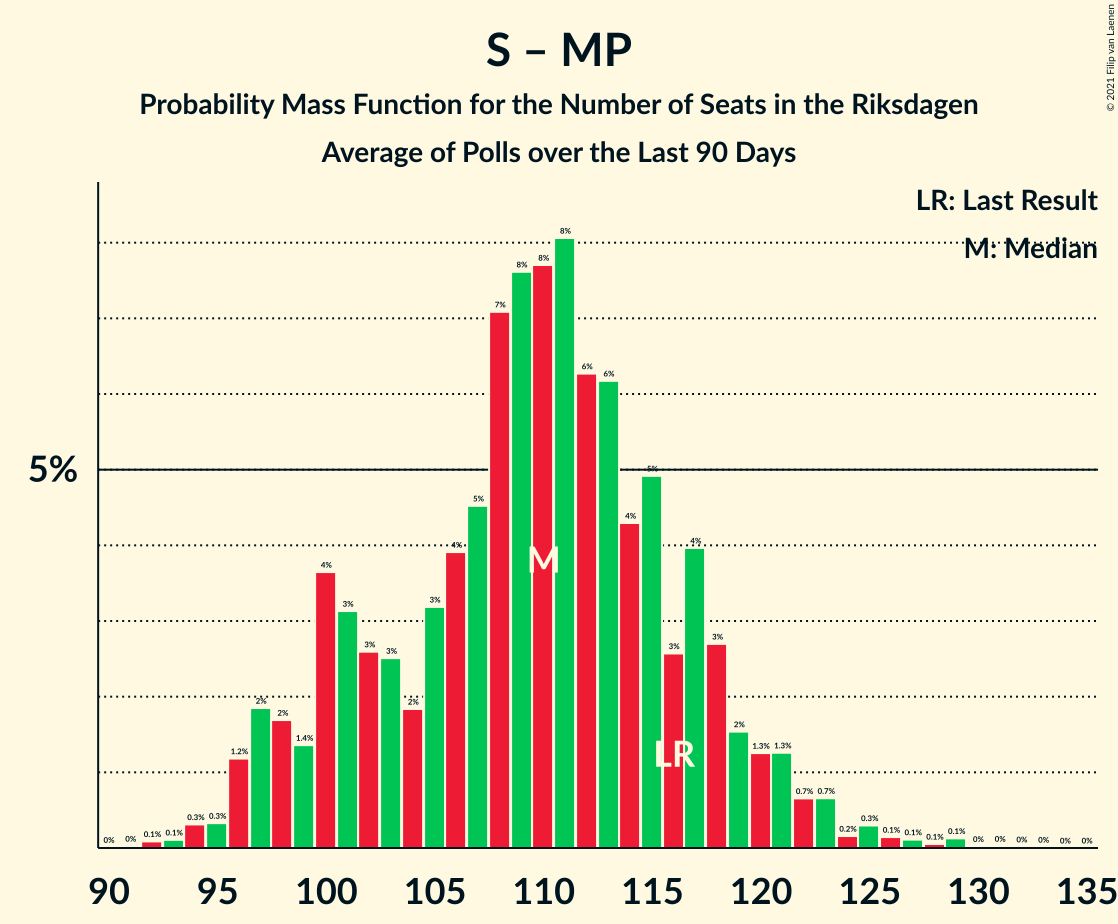 © 2021 Filip van Laenen
S – MP
Probability Mass Function for the Number of Seats in the Riksdagen
Average of Polls over the Last 90 Days
LR: Last Result
M: Median
5%
0% 0% 0.1% 0.1% 0.3% 0.3% 1.2% 2% 2% 1.4% 4% 3% 3% 3% 2% 3% 4% 5% 7% 8% 8% 8% 6% 6% 4% 5% 3% 4% 3% 2% 1.3% 1.3% 0.7% 0.7% 0.2% 0.3% 0.1% 0.1% 0.1% 0.1% 0% 0% 0% 0% 0% 0%
M
LR
90 95 100 105 110 115 120 125 130 135